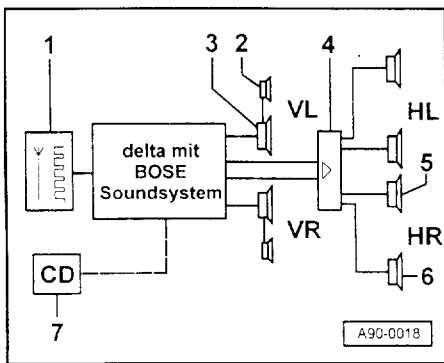 1
3
2
4
VL
HL
delta mit
BOSE
Soundsystem
5
VR
HR
CD
6
7
A90-0018